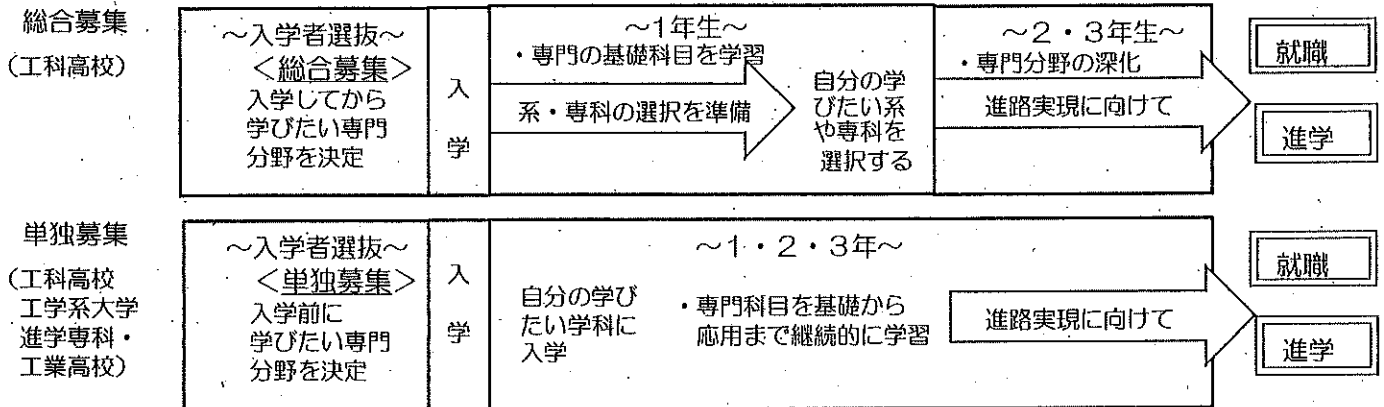 総合募集
（工科高校）
～入学者選抜～
＜総合募集＞
入学してから
学びたい専門
分野を決定
入
学
～1年生～
・専門の基礎科目を学習
系・専科の選択を準備
自分の学
びたい系
や専科を
選択する
～2・3年生～
・専門分野の深化
進路実現に向けて
就職
進学
単独募集
（工科高校
工学系大学
進学専科・
工業高校）
～入学者選抜～
＜単独募集＞
入学前に
学びたい専門
分野を決定
入
学
～1・2・3年～
自分の学び
たい学科に
入学
・専門科目を基礎から
応用まで継続的に学習
進路実現に向けて
就職
進学